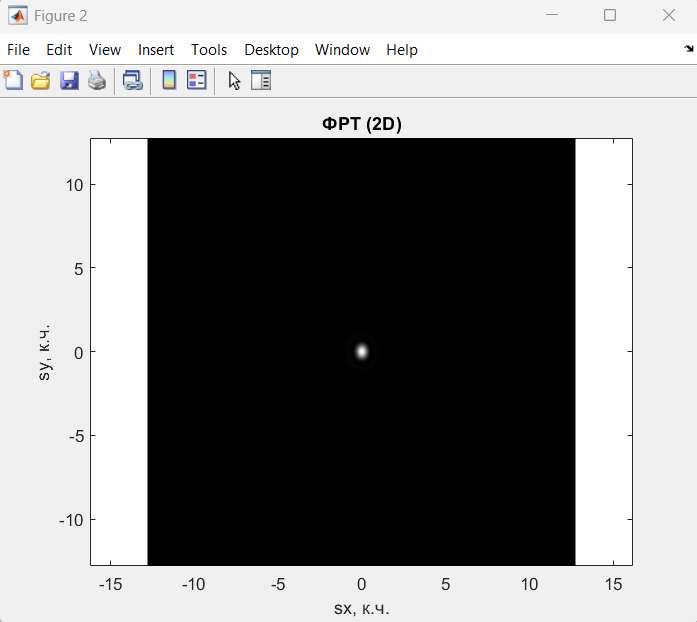 Figure 2
File Edit View Insert Tools Desktop Window Help
ФРТ (2D)
10
5
0
-5
-10
sy, к.ч.
-15 -10 -5 0 5 10 15
sx, к.ч.